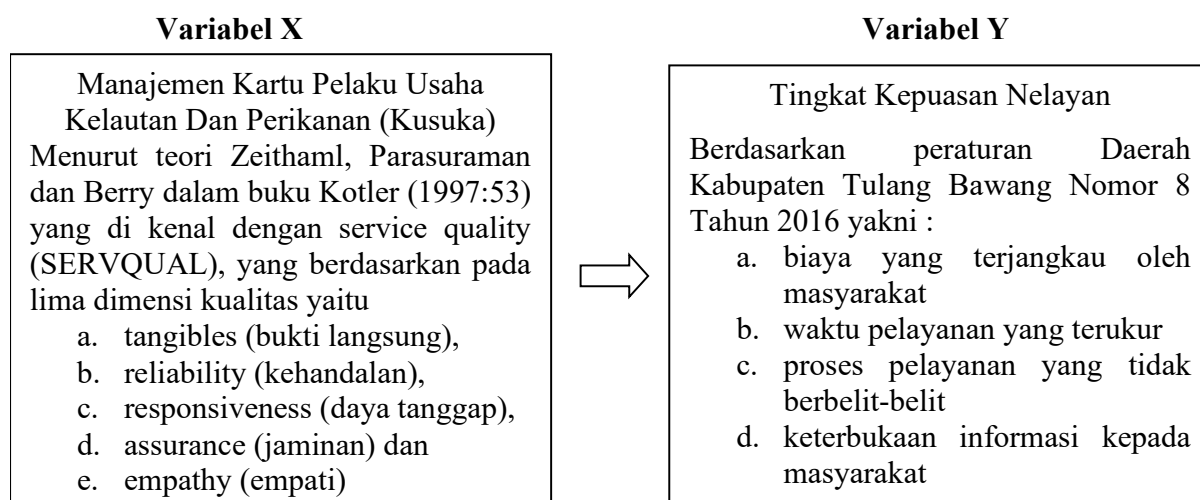 Variabel X
Manajemen Kartu Pelaku Usaha
Kelautan Dan Perikanan (Kusuka)
Menurut teori Zeithaml, Parasuraman
dan Berry dalam buku Kotler (1997:53)
yang di kenal dengan service quality
(SERVQUAL), yang berdasarkan pada
lima dimensi kualitas yaitu
a. tangibles (bukti langsung),
b. reliability (kehandalan),
c. responsiveness (daya tanggap),
d. assurance (jaminan) dan
e. empathy (empati)
Variabel Y
Tingkat Kepuasan Nelayan
Berdasarkan peraturan Daerah
Kabupaten Tulang Bawang Nomor 8
Tahun 2016 yakni :
a. biaya yang terjangkau oleh
masyarakat
b. waktu pelayanan yang terukur
c. proses pelayanan yang tidak
berbelit-belit
d. keterbukaan informasi kepada
masyarakat